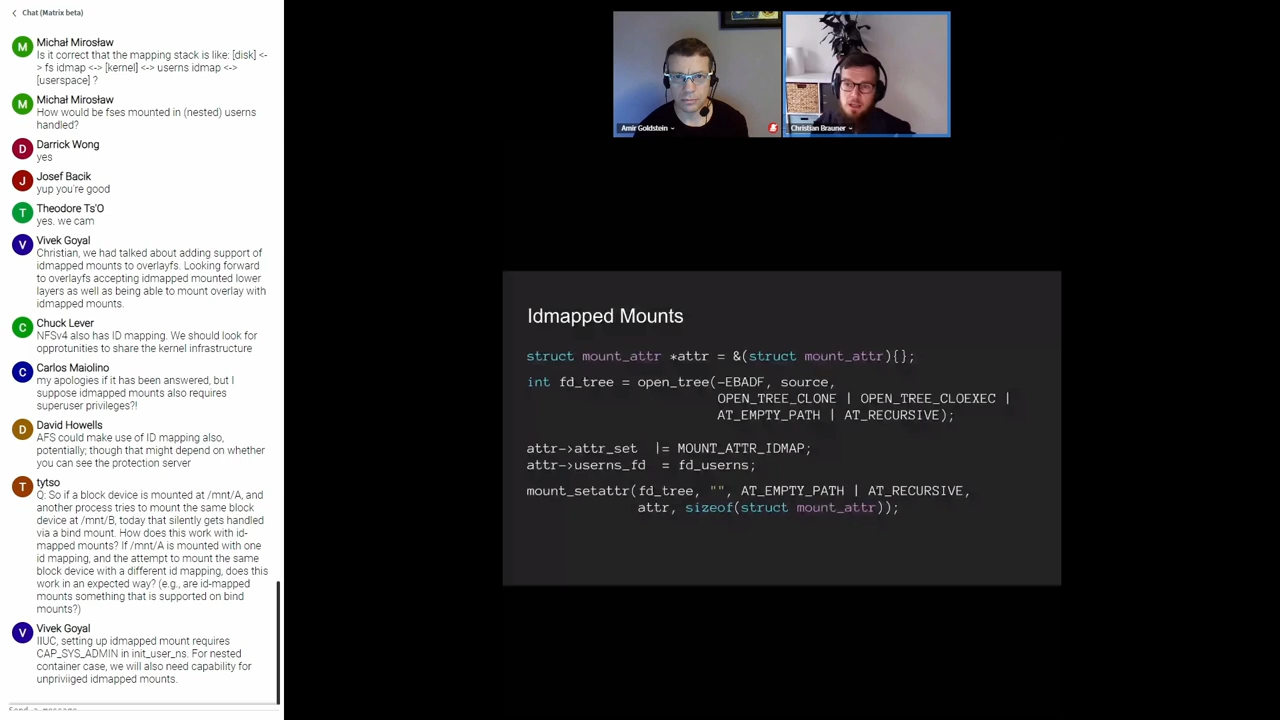 Chat (Matrix beta)
Michał Mirosław
Is it correct that the mapping stack is like: [disk] <-
> fs idmap <-> [kernel] <-> userns idmap <->
[userspace] ?
Michał Mirosław
How would be fses mounted in (nested) userns
handled?
Darrick Wong
yes
Josef Bacik
yup you're good
Theodore Ts'O
yes. we cam
Vivek Goyal
Christian, we had talked about adding support of
idmapped mounts to overlayfs. Looking forward
to overlayfs accepting idmapped mounted lower
layers as well as being able to mount overlay with
idmapped mounts.
Chuck Lever
NFSv4 also has ID mapping. We should look for
opprotunities to share the kernel infrastructure
Carlos Maiolino
my apologies if it has been answered, but I
suppose idmapped mounts also requires
superuser privileges?!
David Howells
AFS could make use of ID mapping also,
potentially; though that might depend on whether
you can see the protection server
tytso
Q: So if a block device is mounted at /mnt/A, and
another process tries to mount the same block
device at /mnt/B, today that silently gets handled
via a bind mount. How does this work with id-
mapped mounts? If /mnt/A is mounted with one
id mapping, and the attempt to mount the same
block device with a different id mapping, does this
work in an expected way? (e.g., are id-mapped
mounts something that is supported on bind
mounts?)
Vivek Goyal
IIUC, setting up idmapped mount requires
CAP_SYS_ADMIN in init_user_ns. For nested
container case, we will also need capability for
unpriviiged idmapped mounts.
Send a message
Amir Goldstein
Christian Brauner
Idmapped Mounts
struct mount_attr *attr = &(struct mount_attr){};
int fd_tree = open_tree(-EBADF, source,
OPEN_TREE_CLONE | OPEN_TREE_CLOEXEC |
AT_EMPTY_PATH | AT_RECURSIVE);
attr->attr_set |= MOUNT_ATTR_IDMAP;
attr->userns_fd = fd_userns;
mount_setattr(fd_tree, "", AT_EMPTY_PATH | AT_RECURSIVE,
attr, sizeof(struct mount_attr));